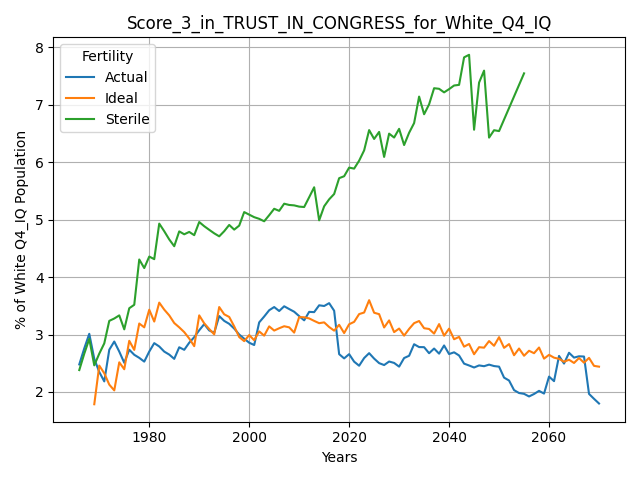 Score_3_in_TRUST_IN_CONGRESS_for_White_Q4_IQ
Fertility
Actual
Ideal
Sterile
% of White Q4_IQ Population
8
7
6
5
4
3
2
1980
2000
2020
2040
2060
Years